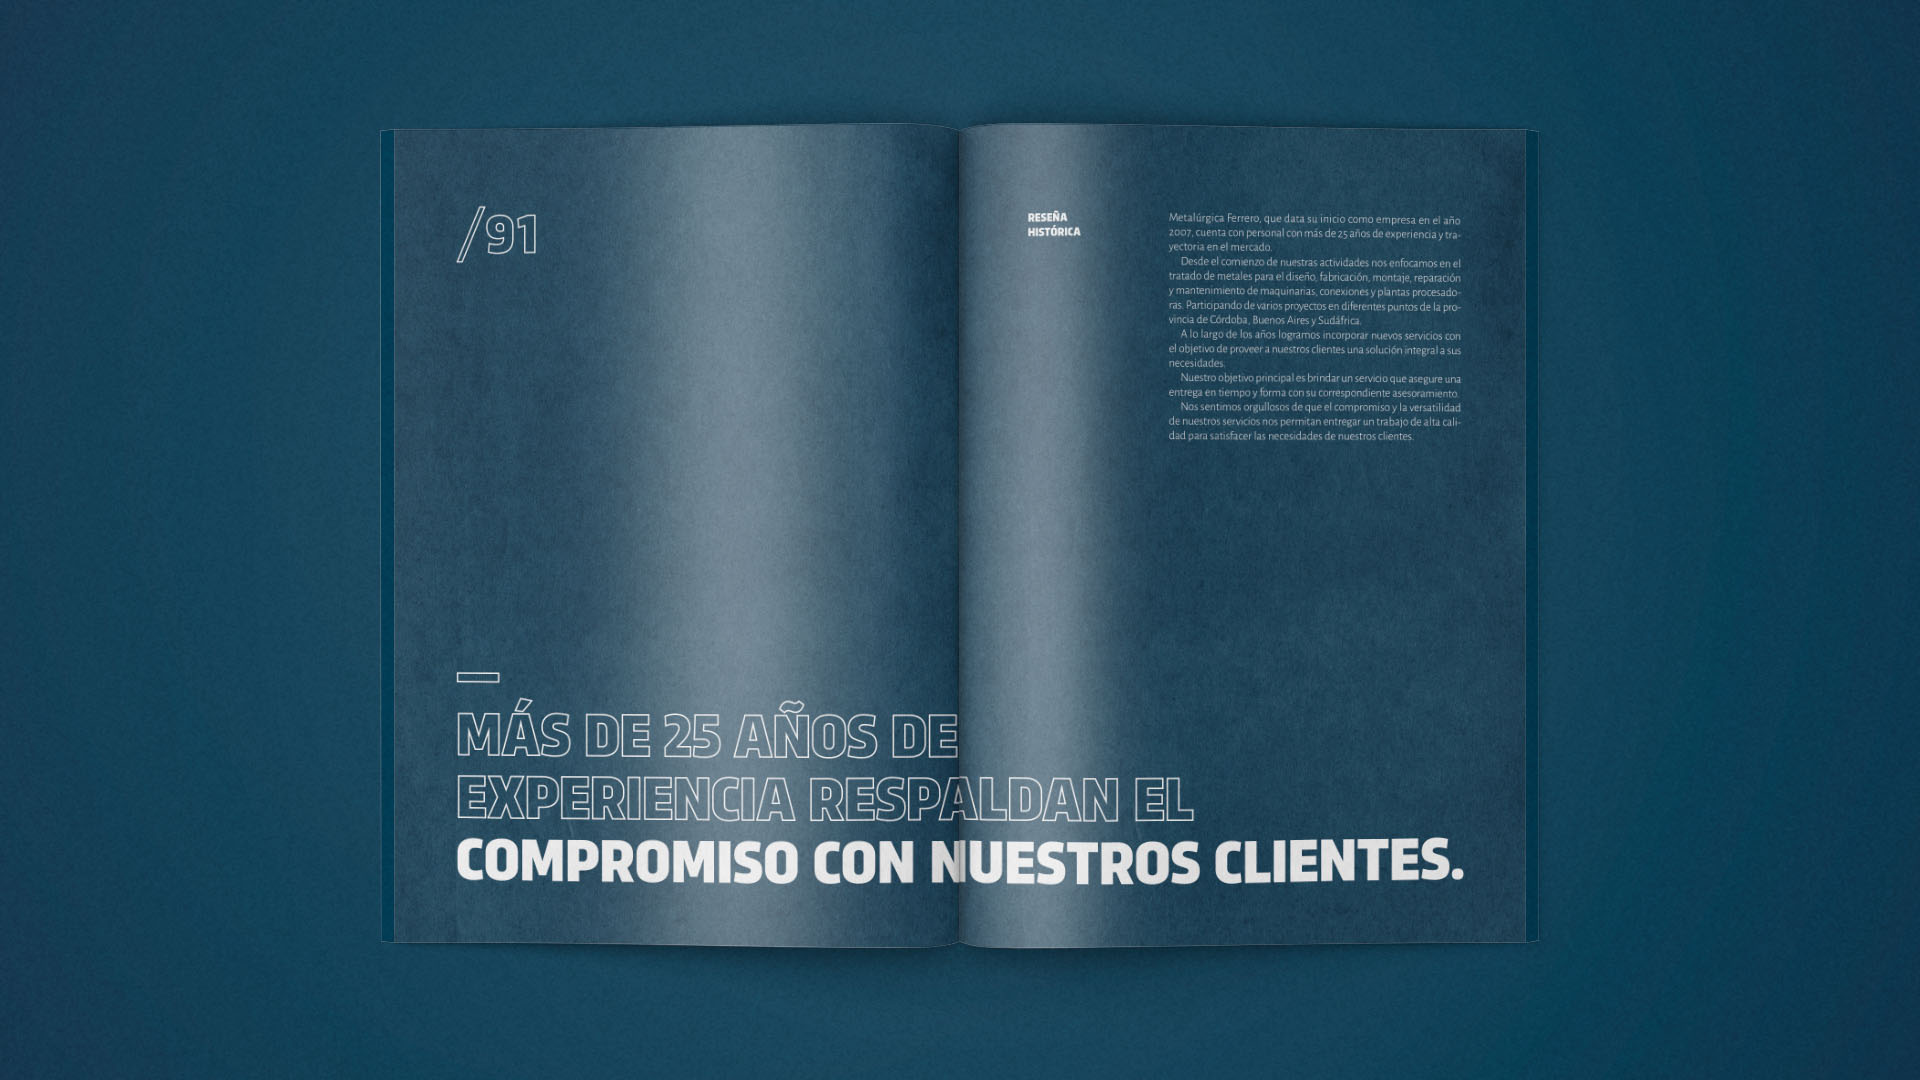 /91
RESEÑA
HISTÓRICA
Metalúrgica Ferrero, que data su inicio como empresa en el año
2007, cuenta con personal con más de 25 años de experiencia y tra-
yectoria en el mercado.
Desde el comienzo de nuestras actividades nos enfocamos en el
tratado de metales para el diseño, fabricación, montaje, reparación
y mantenimiento de maquinarias, conexiones y plantas procesado-
ras. Participando de varios proyectos en diferentes puntos de la pro-
vincia de Córdoba, Buenos Aires y Sudáfrica.
A lo largo de los años logramos incorporar nuevos servicios con
el objetivo de proveer a nuestros clientes una solución integral a sus
necesidades.
Nuestro objetivo principal es brindar un servicio que asegure una
entrega en tiempo y forma con su correspondiente asesoramiento.
Nos sentimos orgullosos de que el compromiso y la versatilidad
de nuestros servicios nos permitan entregar un trabajo de alta cali-
dad para satisfacer las necesidades de nuestros clientes.
MÁS DE 25 AÑOS DE
EXPERIENCIA RESPALDAN EL
COMPROMISO CON NUESTROS CLIENTES.